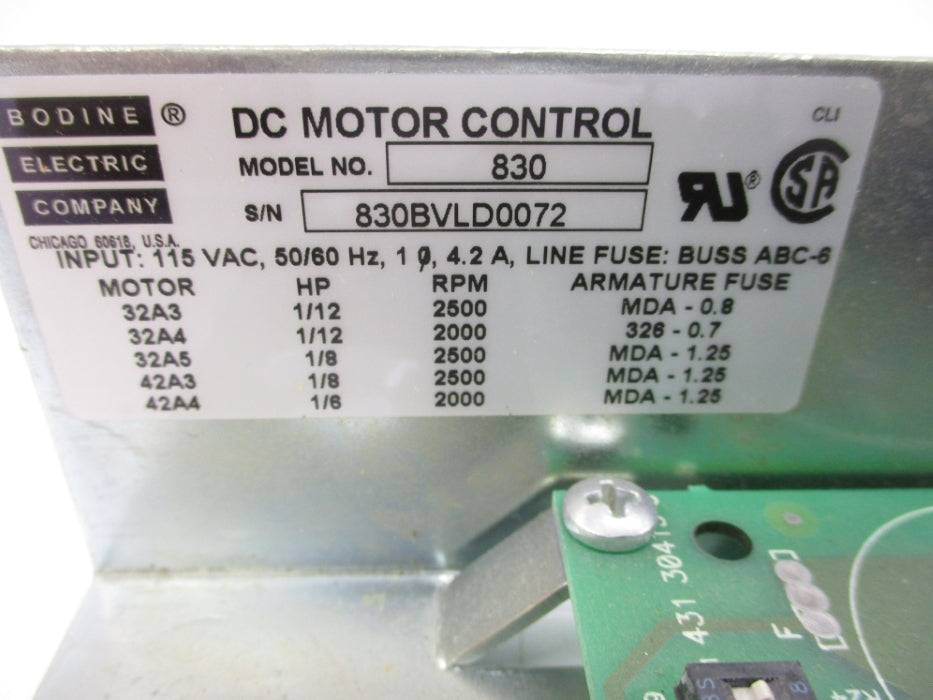 BODINE ®
ELECTRIC
COMPANY
CHICAGO 60618, U.S.A.
DC MOTOR CONTROL
MODEL NO. 830
S/N 830BVLD0072
CLI
RU®
SA
INPUT: 115 VAC, 50/60 Hz, 1 ø, 4.2 A, LINE FUSE: BUSS ABC-6
MOTOR HP RPM ARMATURE FUSE
32A3 1/12 2500 MDA - 0.8
32A4 1/12 2000 326 - 0.7
32A5 1/8 2500 MDA - 1.25
42A3 1/8 2500 MDA - 1.25
42A4 1/6 2000 MDA - 1.25
431
F
8